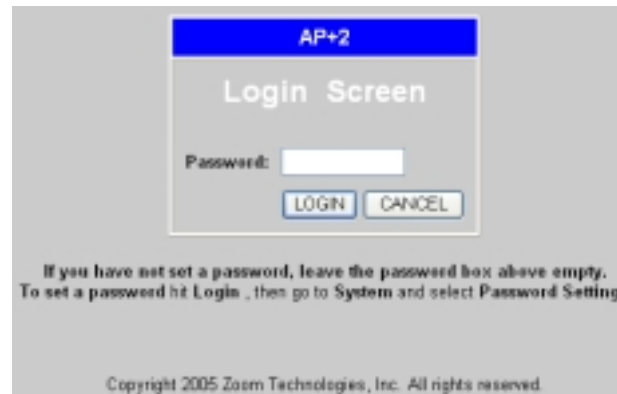 AP+2
Login Screen
Password:
LOGIN CANCEL
If you have not set a password, leave the password box above empty.
To set a password hit Login , then go to System and select Password Setting
Copyright 2005 Zoom Technologies, Inc. All rights reserved.